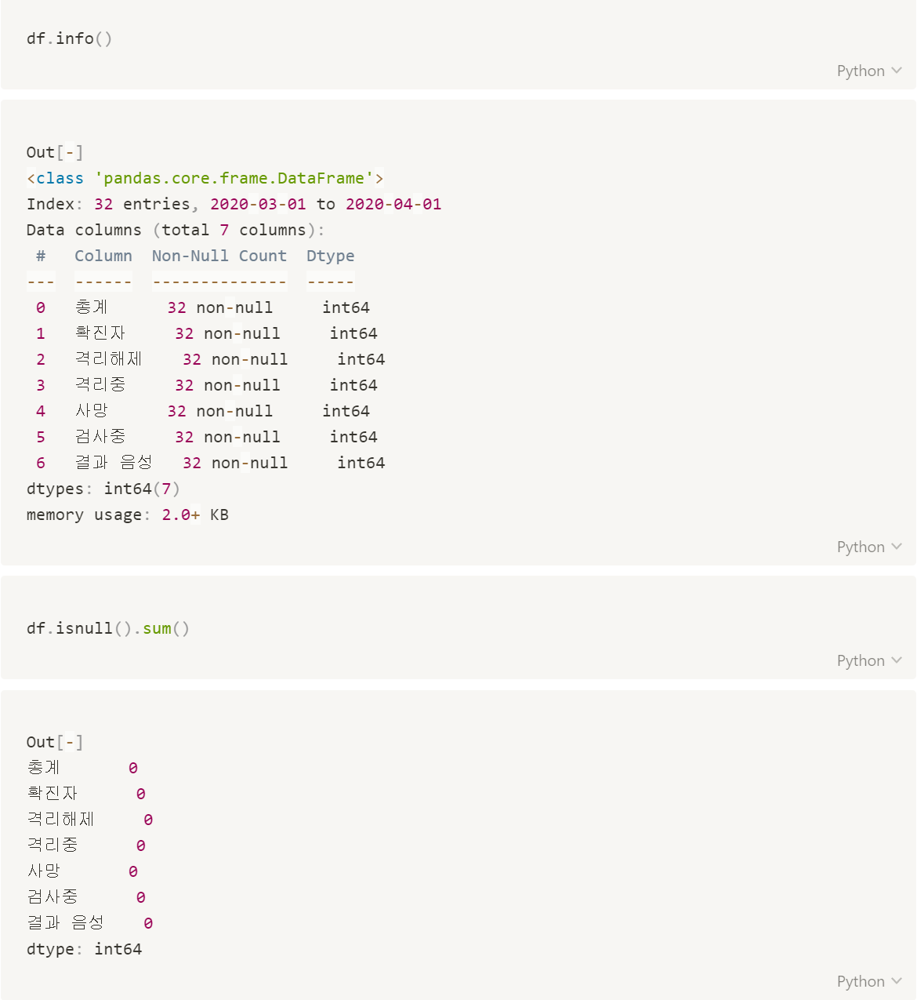 df.info()
Python
Out[-]
<class 'pandas.core.frame.DataFrame'>
Index: 32 entries, 2020-03-01 to 2020-04-01
Data columns (total 7 columns):
 #   Column  Non-Null Count  Dtype
---  ------  --------------  -----
 0   총계      32 non-null     int64
 1   확진자     32 non-null     int64
 2   격리해제    32 non-null     int64
 3   격리중     32 non-null     int64
 4   사망      32 non-null     int64
 5   검사중     32 non-null     int64
 6   결과 음성   32 non-null     int64
dtypes: int64(7)
memory usage: 2.0+ KB
Python
df.isnull().sum()
Python
Out[-]
총계       0
확진자      0
격리해제     0
격리중      0
사망       0
검사중      0
결과 음성    0
dtype: int64
Python